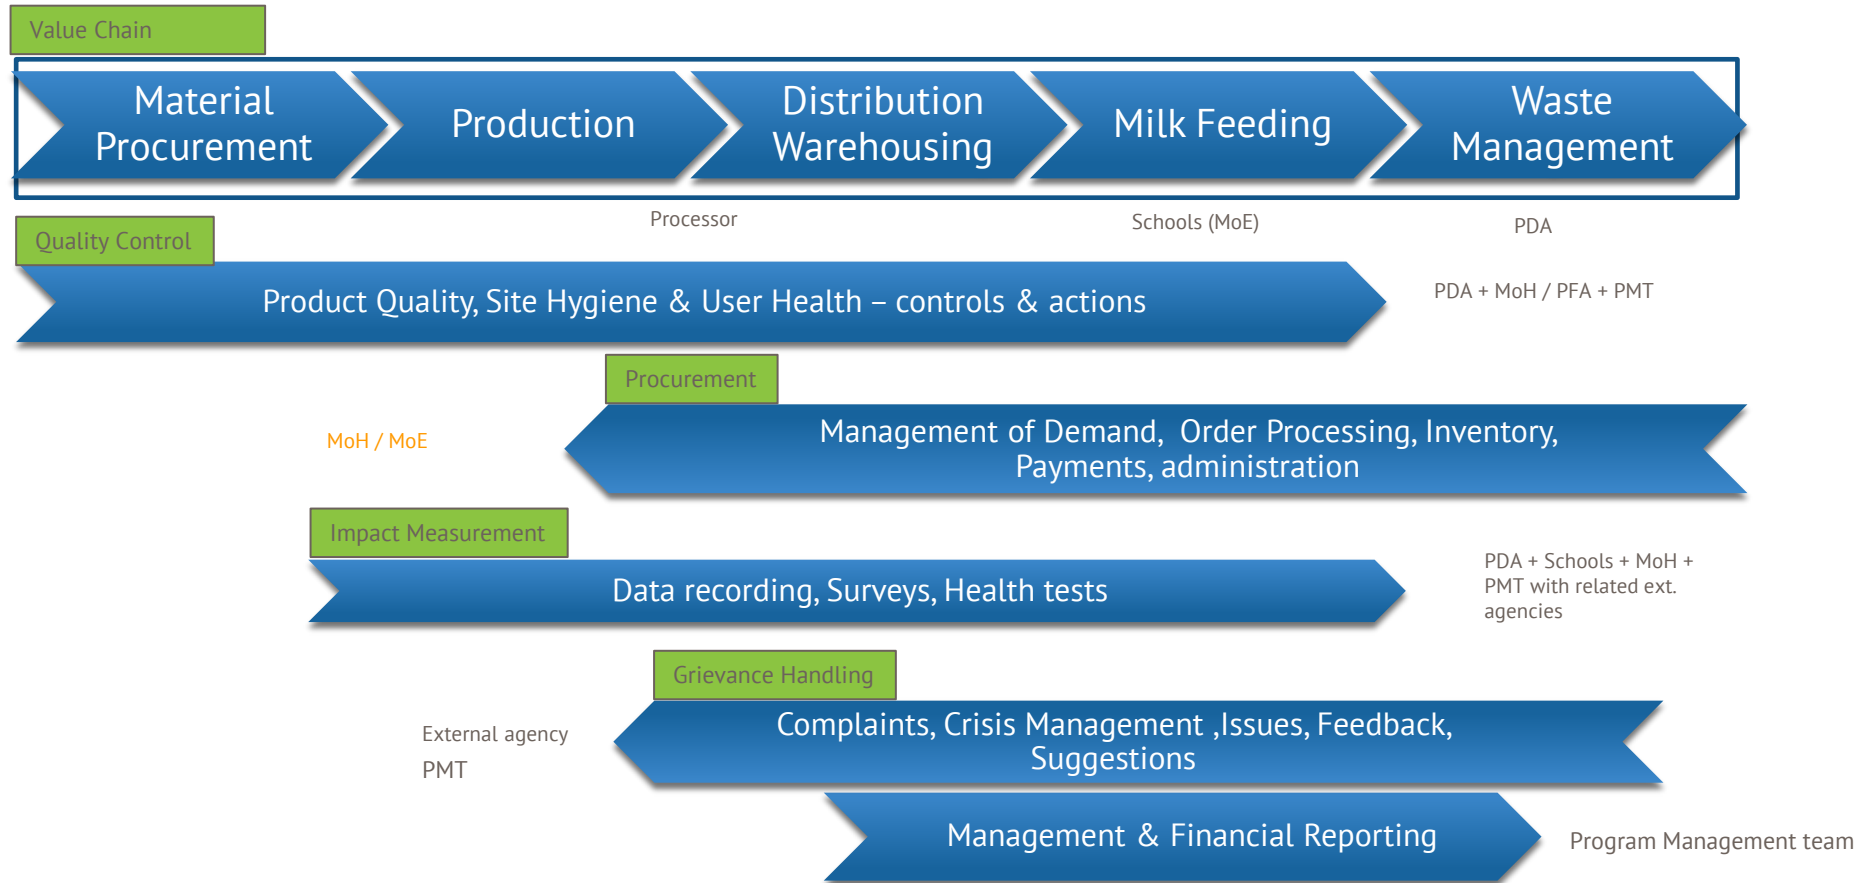 Value Chain
Material
Procurement
Production
Distribution
Warehousing
Milk Feeding
Waste
Management
Processor
Schools (MoE)
PDA
Quality Control
Product Quality, Site Hygiene & User Health – controls & actions
PDA + MoH / PFA + PMT
Procurement
MoH / MoE
Management of Demand,  Order Processing, Inventory,
Payments, administration
Impact Measurement
Data recording, Surveys, Health tests
PDA + Schools + MoH +
PMT with related ext.
agencies
Grievance Handling
External agency
PMT
Complaints, Crisis Management ,Issues, Feedback,
Suggestions
Management & Financial Reporting
Program Management team